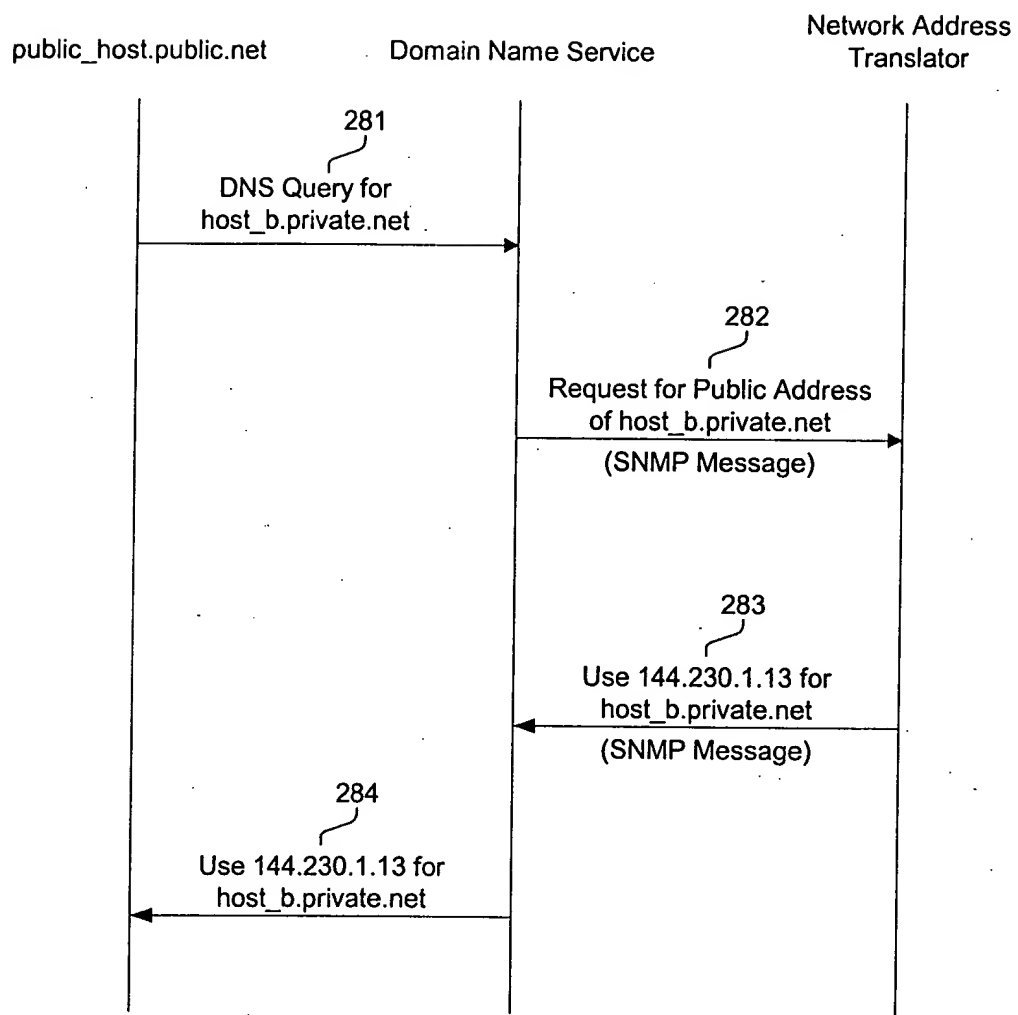 public_host.public.net
Domain Name Service
Network Address
Translator
281
DNS Query for
host_b.private.net
282
Request for Public Address
of host_b.private.net
(SNMP Message)
283
Use 144.230.1.13 for
host_b.private.net
(SNMP Message)
284
Use 144.230.1.13 for
host_b.private.net